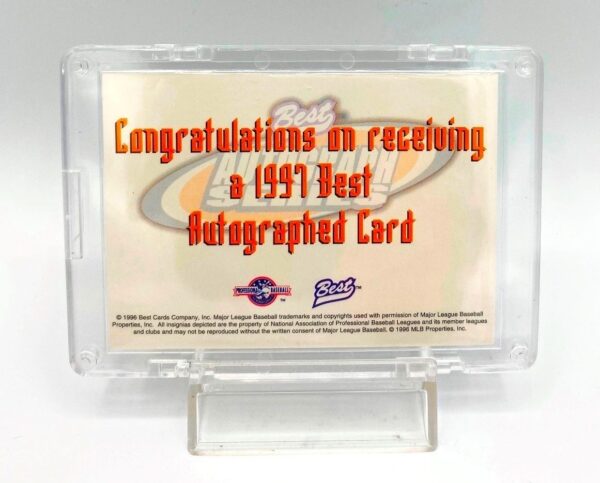 Best
AUTOGRAPH
SERIES
Congratulations on receiving
a 1997 Best
Autographed Card
PROFESSIONAL BASEBALL
Best
© 1996 Best Cards Company, Inc. Major League Baseball trademarks and copyrights used with permission of Major League Baseball
Properties, Inc. All insignias depicted are the property of National Association of Professional Baseball Leagues and its member leagues
and clubs and may not be reproduced without the written consent of Major League Baseball, © 1996 MLB Properties, Inc.